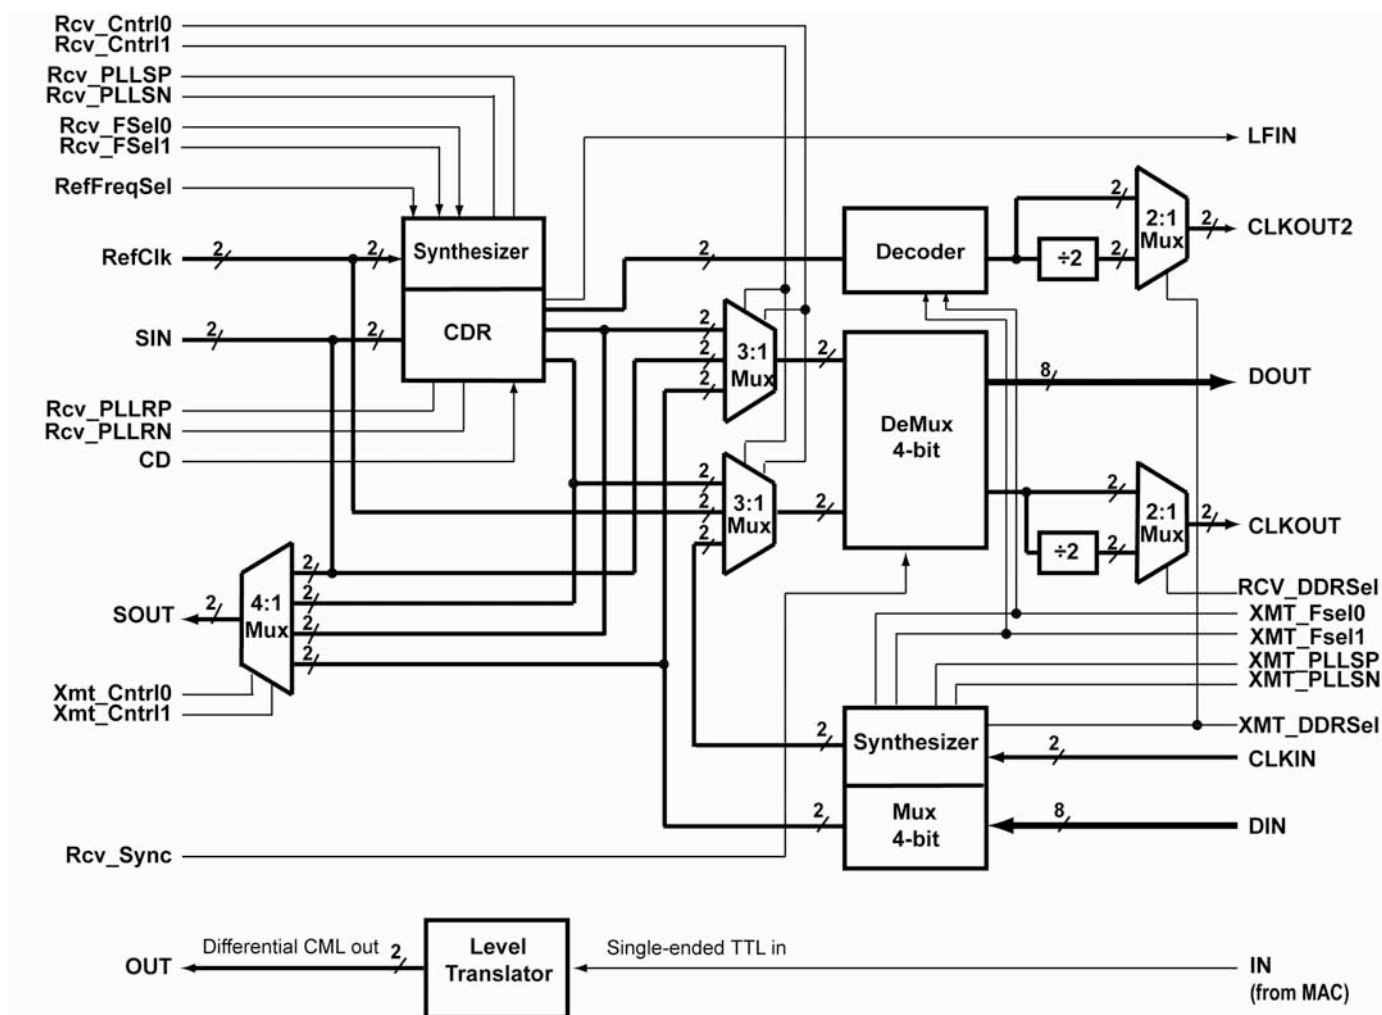 Rcv_Cntrl0
Rcv_Cntrl1
Rcv_PLLSP
Rcv_PLLSN
Rcv_FSel0
Rcv_FSel1
RefFreqSel
RefClk
2
2
Synthesizer
CDR
SIN
2
2
Rcv_PLLRP
Rcv_PLLRN
CD
2
Decoder
÷2
2
2
2:1
Mux
2
CLKOUT2
LFIN
2
2
2
3:1
Mux
2
DeMux
4-bit
8
DOUT
2
2
2
3:1
Mux
2
2
÷2
2
2:1
Mux
2
CLKOUT
SOUT
2
4:1
Mux
2
2
2
2
Xmt_Cntrl0
Xmt_Cntrl1
RCV_DDRSel
XMT_Fsel0
XMT_Fsel1
XMT_PLLSP
XMT_PLLSN
XMT_DDRSel
2
Synthesizer
2
CLKIN
2
Mux
4-bit
8
DIN
Rcv_Sync
OUT
Differential CML out
2
Level
Translator
Single-ended TTL in
IN
(from MAC)